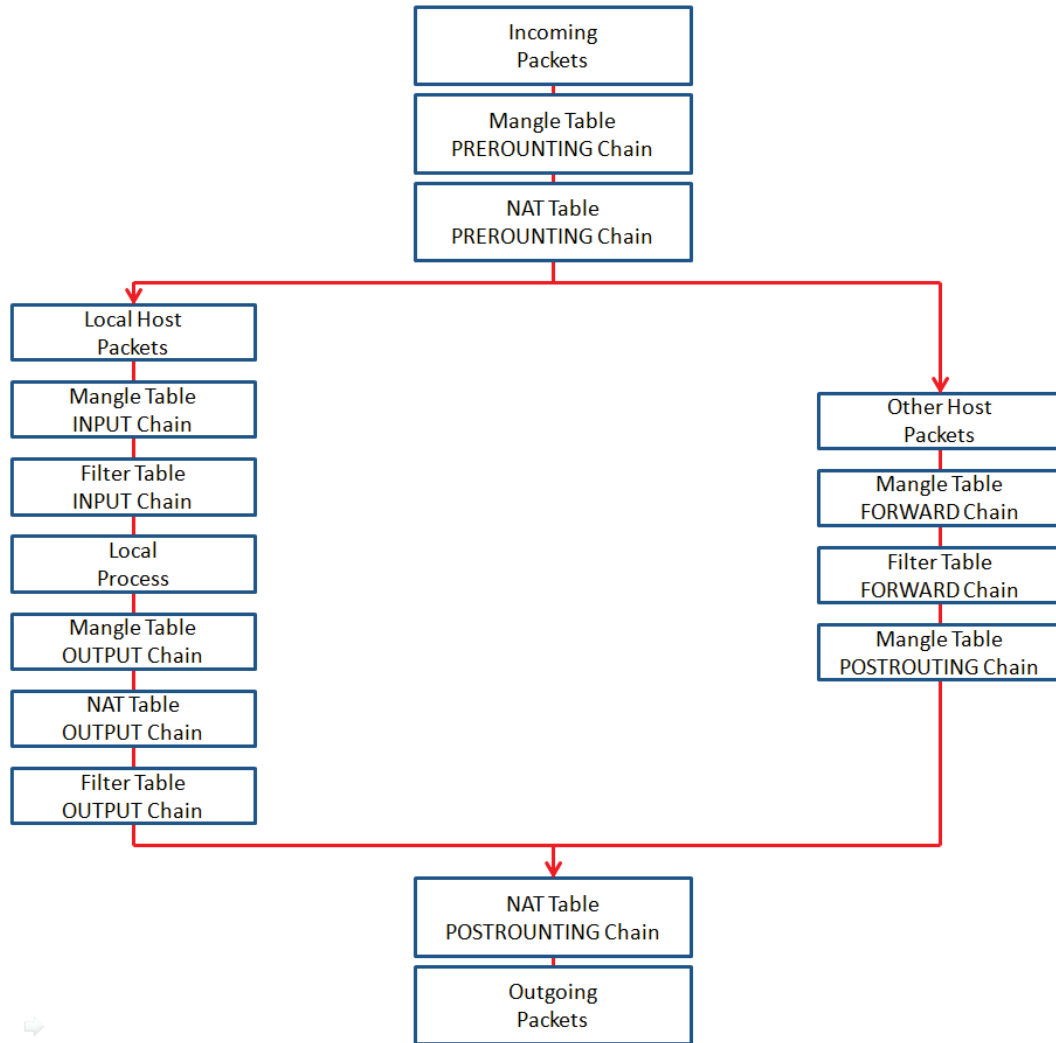 Incoming
Packets
Mangle Table
PREROUNTING Chain
NAT Table
PREROUNTING Chain
Local Host
Packets
Mangle Table
INPUT Chain
Filter Table
INPUT Chain
Local
Process
Mangle Table
OUTPUT Chain
NAT Table
OUTPUT Chain
Filter Table
OUTPUT Chain
Other Host
Packets
Mangle Table
FORWARD Chain
Filter Table
FORWARD Chain
Mangle Table
POSTROUTING Chain
NAT Table
POSTROUNTING Chain
Outgoing
Packets